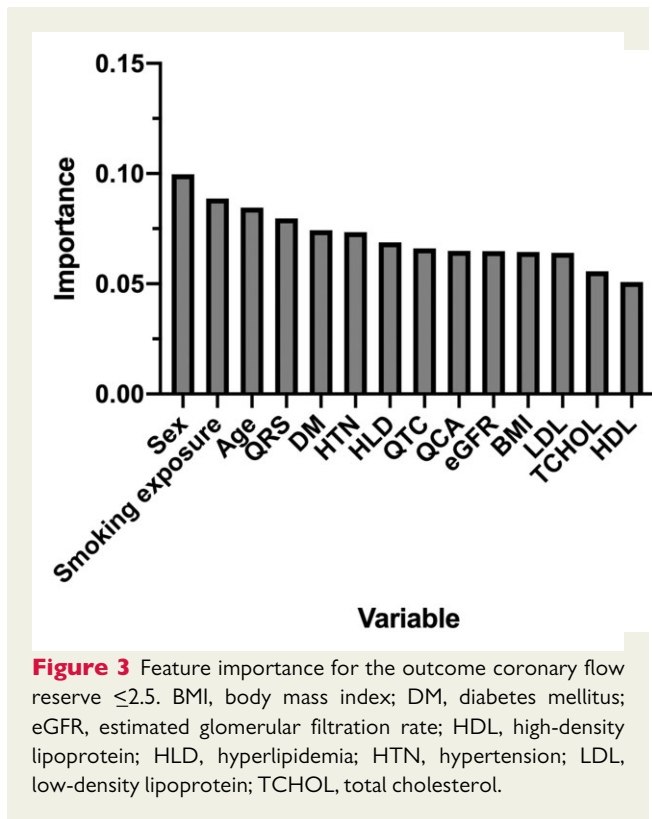 0.15
0.10
0.05
0.00
Importance
Sex
Smoking exposure
Age
QRS
DM
HTN
HLD
QTC
QCA
eGFR
BMI
LDL
TCHOL
HDL
Variable
Figure 3 Feature importance for the outcome coronary flow
reserve ≤2.5. BMI, body mass index; DM, diabetes mellitus;
eGFR, estimated glomerular filtration rate; HDL, high-density
lipoprotein; HLD, hyperlipidemia; HTN, hypertension; LDL,
low-density lipoprotein; TCHOL, total cholesterol.